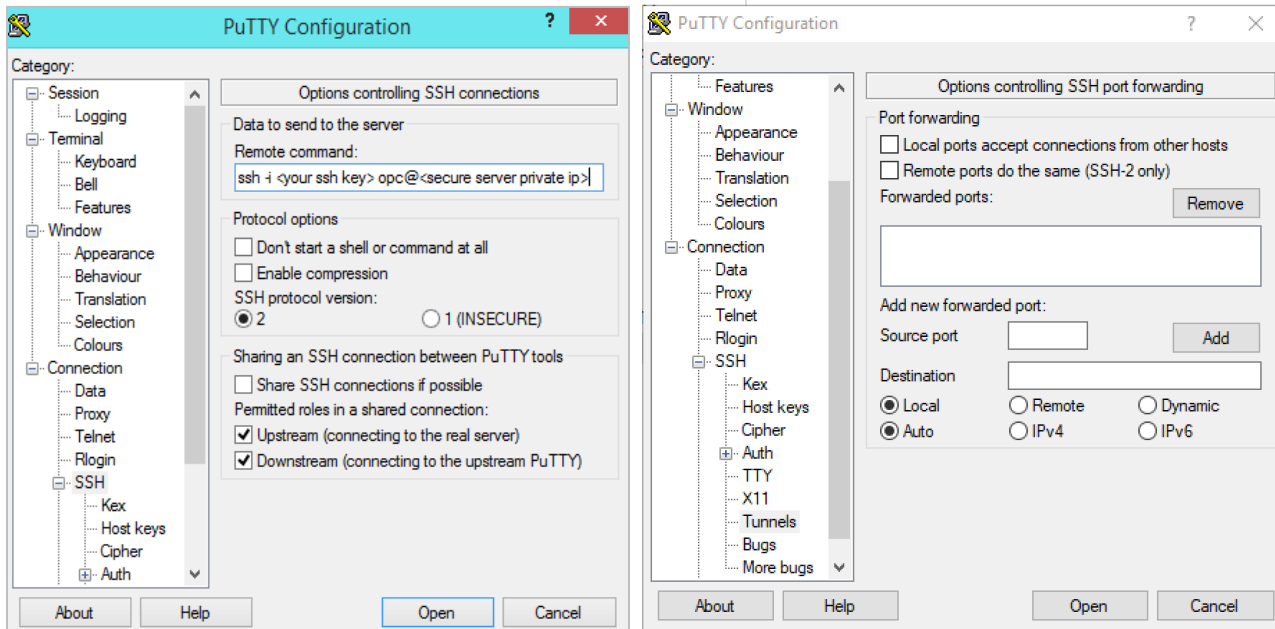 PuTTY Configuration
?
×
Category:
Session
Logging
Terminal
Keyboard
Bell
Features
Window
Appearance
Behaviour
Translation
Selection
Colours
Connection
Data
Proxy
Telnet
Rlogin
SSH
Kex
Host keys
Cipher
Auth
Options controlling SSH connections
Data to send to the server
Remote command:
ssh -i <your ssh key> opc@<secure server private ip>
Protocol options
Don't start a shell or command at all
Enable compression
SSH protocol version:
2 1 (INSECURE)
Sharing an SSH connection between PuTTY tools
Share SSH connections if possible
Permitted roles in a shared connection:
Upstream (connecting to the real server)
Downstream (connecting to the upstream PuTTY)
About Help Open Cancel
PuTTY Configuration
?
×
Category:
Features
Window
Appearance
Behaviour
Translation
Selection
Colours
Connection
Data
Proxy
Telnet
Rlogin
SSH
Kex
Host keys
Cipher
Auth
TTY
X11
Tunnels
Bugs
More bugs
Options controlling SSH port forwarding
Port forwarding
Local ports accept connections from other hosts
Remote ports do the same (SSH-2 only)
Forwarded ports: Remove
Add new forwarded port:
Source port Add
Destination
Local Remote Dynamic
Auto IPv4 IPv6
About Help Open Cancel